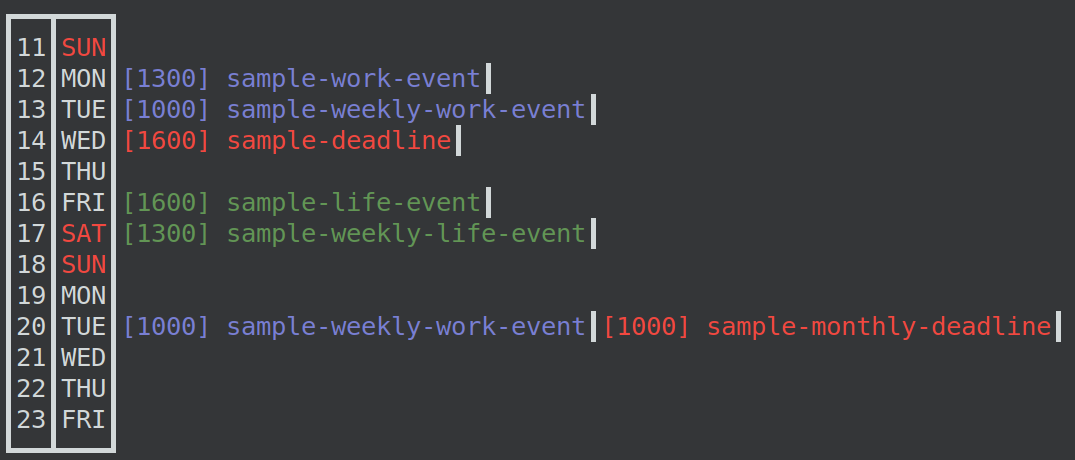 11 SUN
12 MON [1300] sample-work-event
13 TUE [1000] sample-weekly-work-event
14 WED [1600] sample-deadline
15 THU
16 FRI [1600] sample-life-event
17 SAT [1300] sample-weekly-life-event
18 SUN
19 MON
20 TUE [1000] sample-weekly-work-event [1000] sample-monthly-deadline
21 WED
22 THU
23 FRI